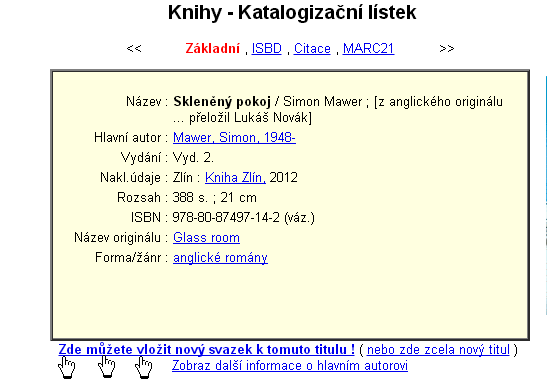 Knihy - Katalogizační lístek
<< Základní , ISBD , Citace , MARC21 >>
Název : Skleněný pokoj / Simon Mawer ; [z anglického originálu
... přeložil Lukáš Novák]
Hlavní autor : Mawer, Simon, 1948-
Vydání : Vyd. 2.
Nakl.údaje : Zlín : Kniha Zlín, 2012
Rozsah : 388 s. ; 21 cm
ISBN : 978-80-87497-14-2 (váz.)
Název originálu : Glass room
Forma/žánr : anglické romány
Zde můžete vložit nový svazek k tomuto titulu ! ( nebo zde zcela nový titul )
Zobraz další informace o hlavním autorovi